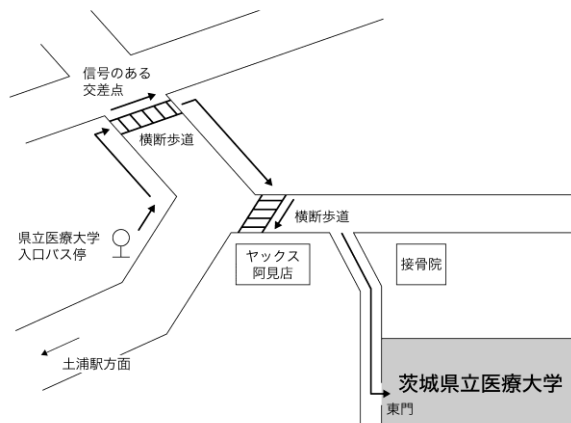 信号のある
交差点
横断歩道
横断歩道
県立医療大学
入口バス停
ヤックス
阿見店
接骨院
土浦駅方面
茨城県立医療大学
東門